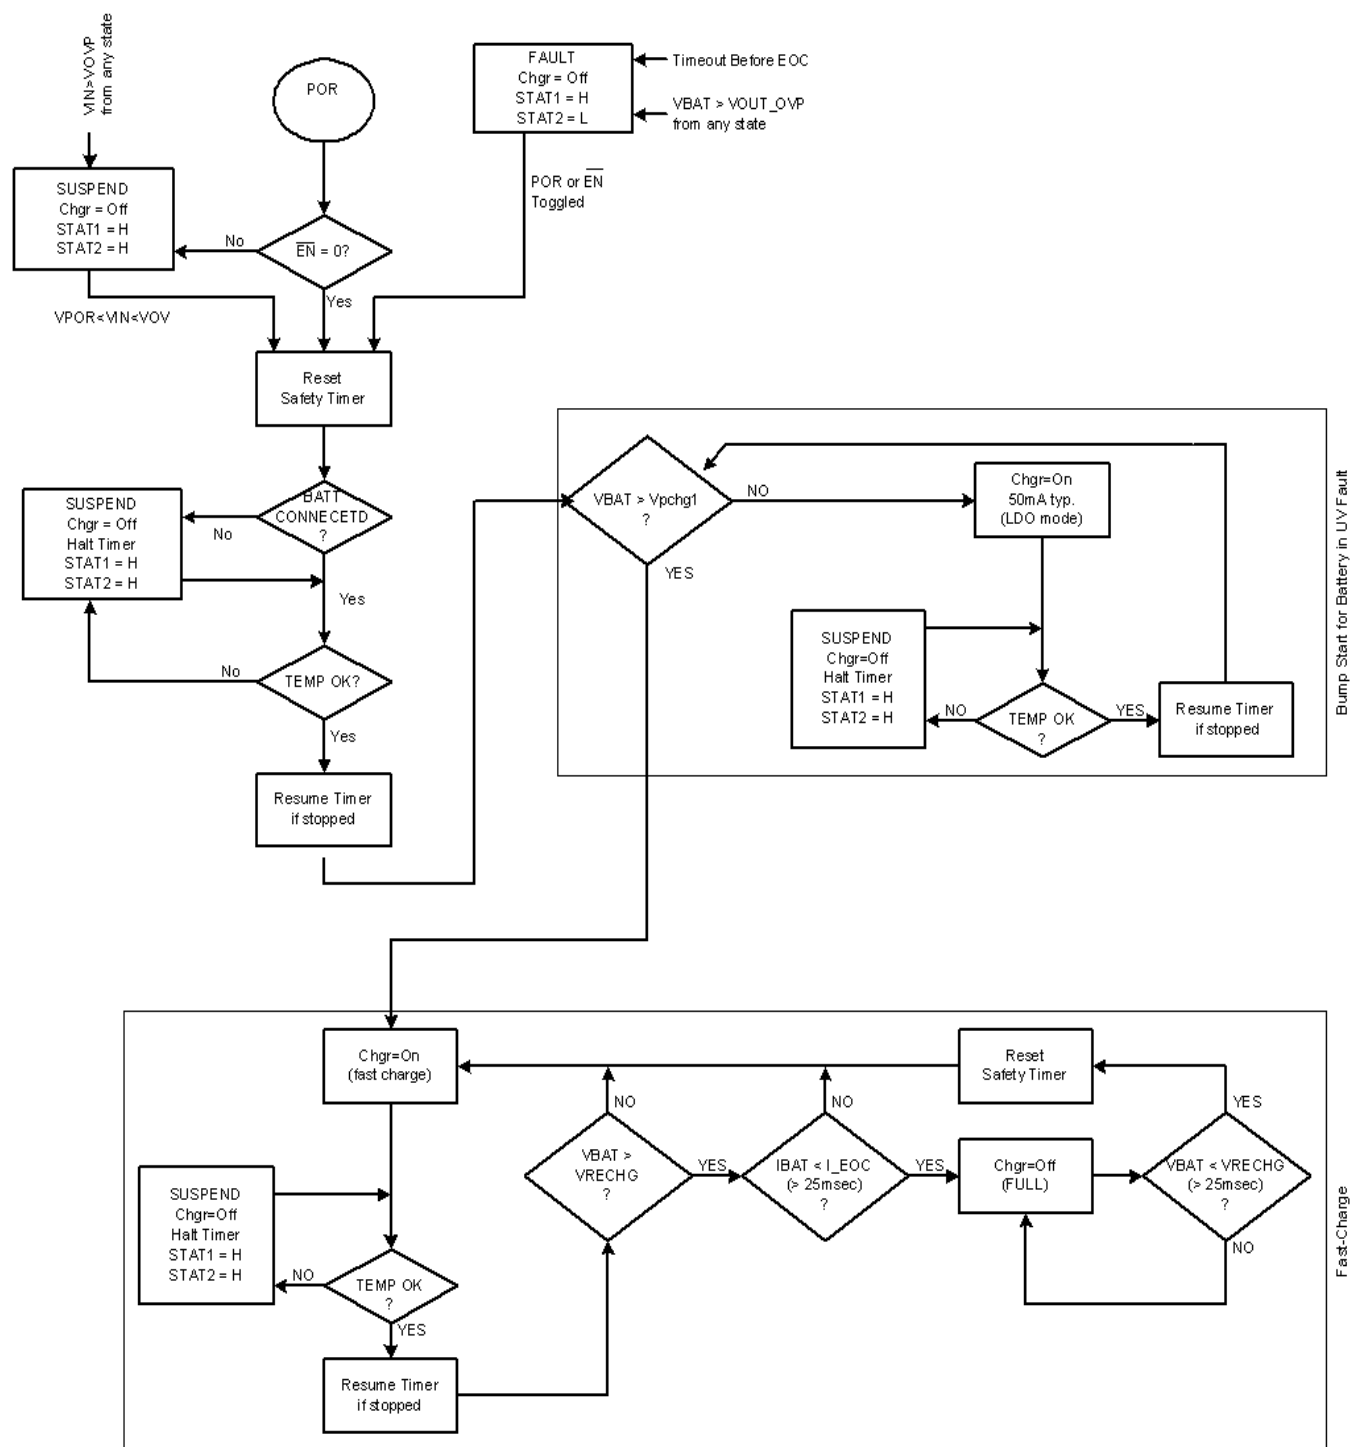 VIN>VOVP
from any state
POR
FAULT
Chgr = Off
STAT1 = H
STAT2 = L
Timeout Before EOC
VBAT > VOUT_OVP
from any state
SUSPEND
Chgr = Off
STAT1 = H
STAT2 = H
No
EN = 0?
POR or EN
Toggled
Yes
VPOR<VIN<VOV
Reset
Safety Timer
SUSPEND
Chgr = Off
Halt Timer
STAT1 = H
STAT2 = H
No
BATT
CONNECETD
?
Yes
No
TEMP OK?
Yes
Resume Timer
if stopped
VBAT > Vpchg1
?
NO
YES
Chgr=On
50mA typ.
(LDO mode)
SUSPEND
Chgr=Off
Halt Timer
STAT1 = H
STAT2 = H
NO
TEMP OK
?
YES
Resume Timer
if stopped
Bump Start for Battery in UV Fault
Chgr=On
(fast charge)
Reset
Safety Timer
NO
NO
YES
VBAT >
VRECHG
?
YES
IBAT < I_EOC
(> 25msec)
?
YES
Chgr=Off
(FULL)
VBAT < VRECHG
(> 25msec)
?
NO
SUSPEND
Chgr=Off
Halt Timer
STAT1 = H
STAT2 = H
NO
TEMP OK
?
YES
Resume Timer
if stopped
Fast-Charge